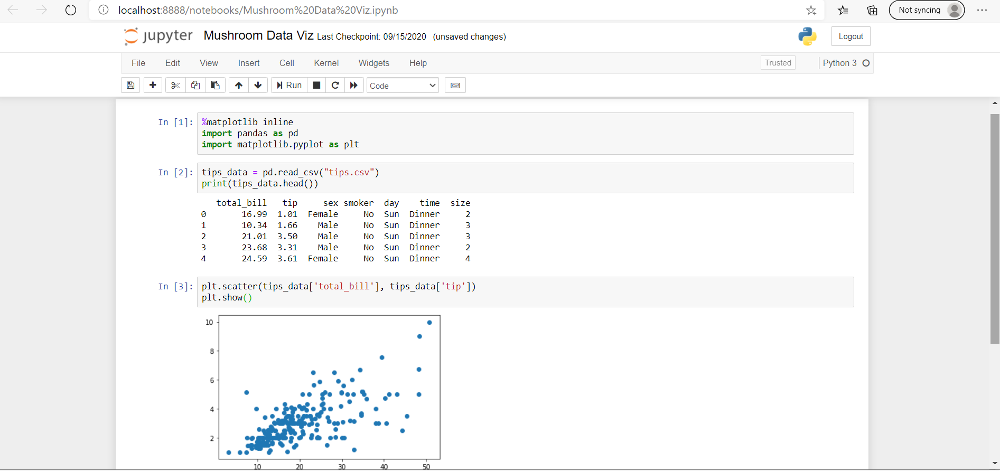 localhost:8888/notebooks/Mushroom%20Data%20Viz.ipynb
Not syncing
jupyter Mushroom Data Viz Last Checkpoint: 09/15/2020 (unsaved changes)
Logout
File Edit View Insert Cell Kernel Widgets Help
Trusted
Python 3
Run
Code
In [1]:
%matplotlib inline
import pandas as pd
import matplotlib.pyplot as plt
In [2]:
tips_data = pd.read_csv("tips.csv")
print(tips_data.head())
total_bill tip sex smoker day time size
0 16.99 1.01 Female No Sun Dinner 2
1 10.34 1.66 Male No Sun Dinner 3
2 21.01 3.50 Male No Sun Dinner 3
3 23.68 3.31 Male No Sun Dinner 2
4 24.59 3.61 Female No Sun Dinner 4
In [3]:
plt.scatter(tips_data['total_bill'], tips_data['tip'])
plt.show()
10
8
6
4
2
10 20 30 40 50